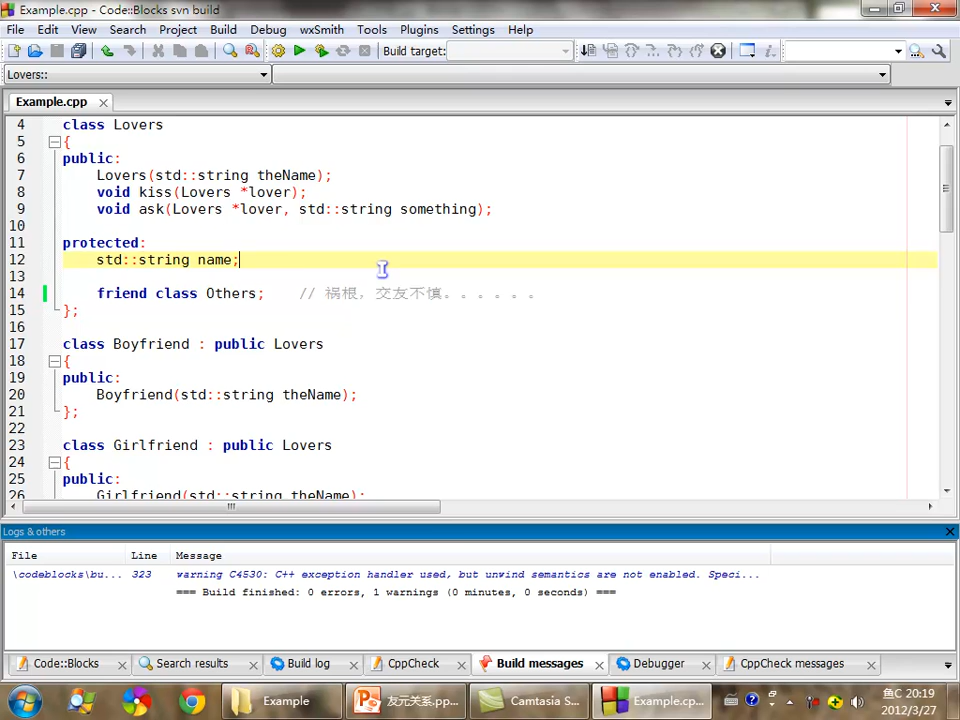 Example.cpp - Code::Blocks svn build
File Edit View Search Project Build Debug wxSmith Tools Plugins Settings Help
Build target:
Lovers::
Example.cpp
4 class Lovers
5 {
6 public:
7 Lovers(std::string theName);
8 void kiss(Lovers *lover);
9 void ask(Lovers *lover, std::string something);
10
11 protected:
12 std::string name;
13
14 friend class Others; // 祸根，交友不慎。。。。。。
15 };
16
17 class Boyfriend : public Lovers
18 {
19 public:
20 Boyfriend(std::string theName);
21 };
22
23 class Girlfriend : public Lovers
24 {
25 public:
26 Girlfriend(std::string theName);
Logs & others
File Line Message
\codeblocks\bu... 323 warning C4530: C++ exception handler used, but unwind semantics are not enabled. Speci...
=== Build finished: 0 errors, 1 warnings (0 minutes, 0 seconds) ===
Code::Blocks Search results Build log CppCheck Build messages Debugger CppCheck messages
Example 友元关系.pp... Camtasia S... Example.cp... 鱼C 20:19
2012/3/27